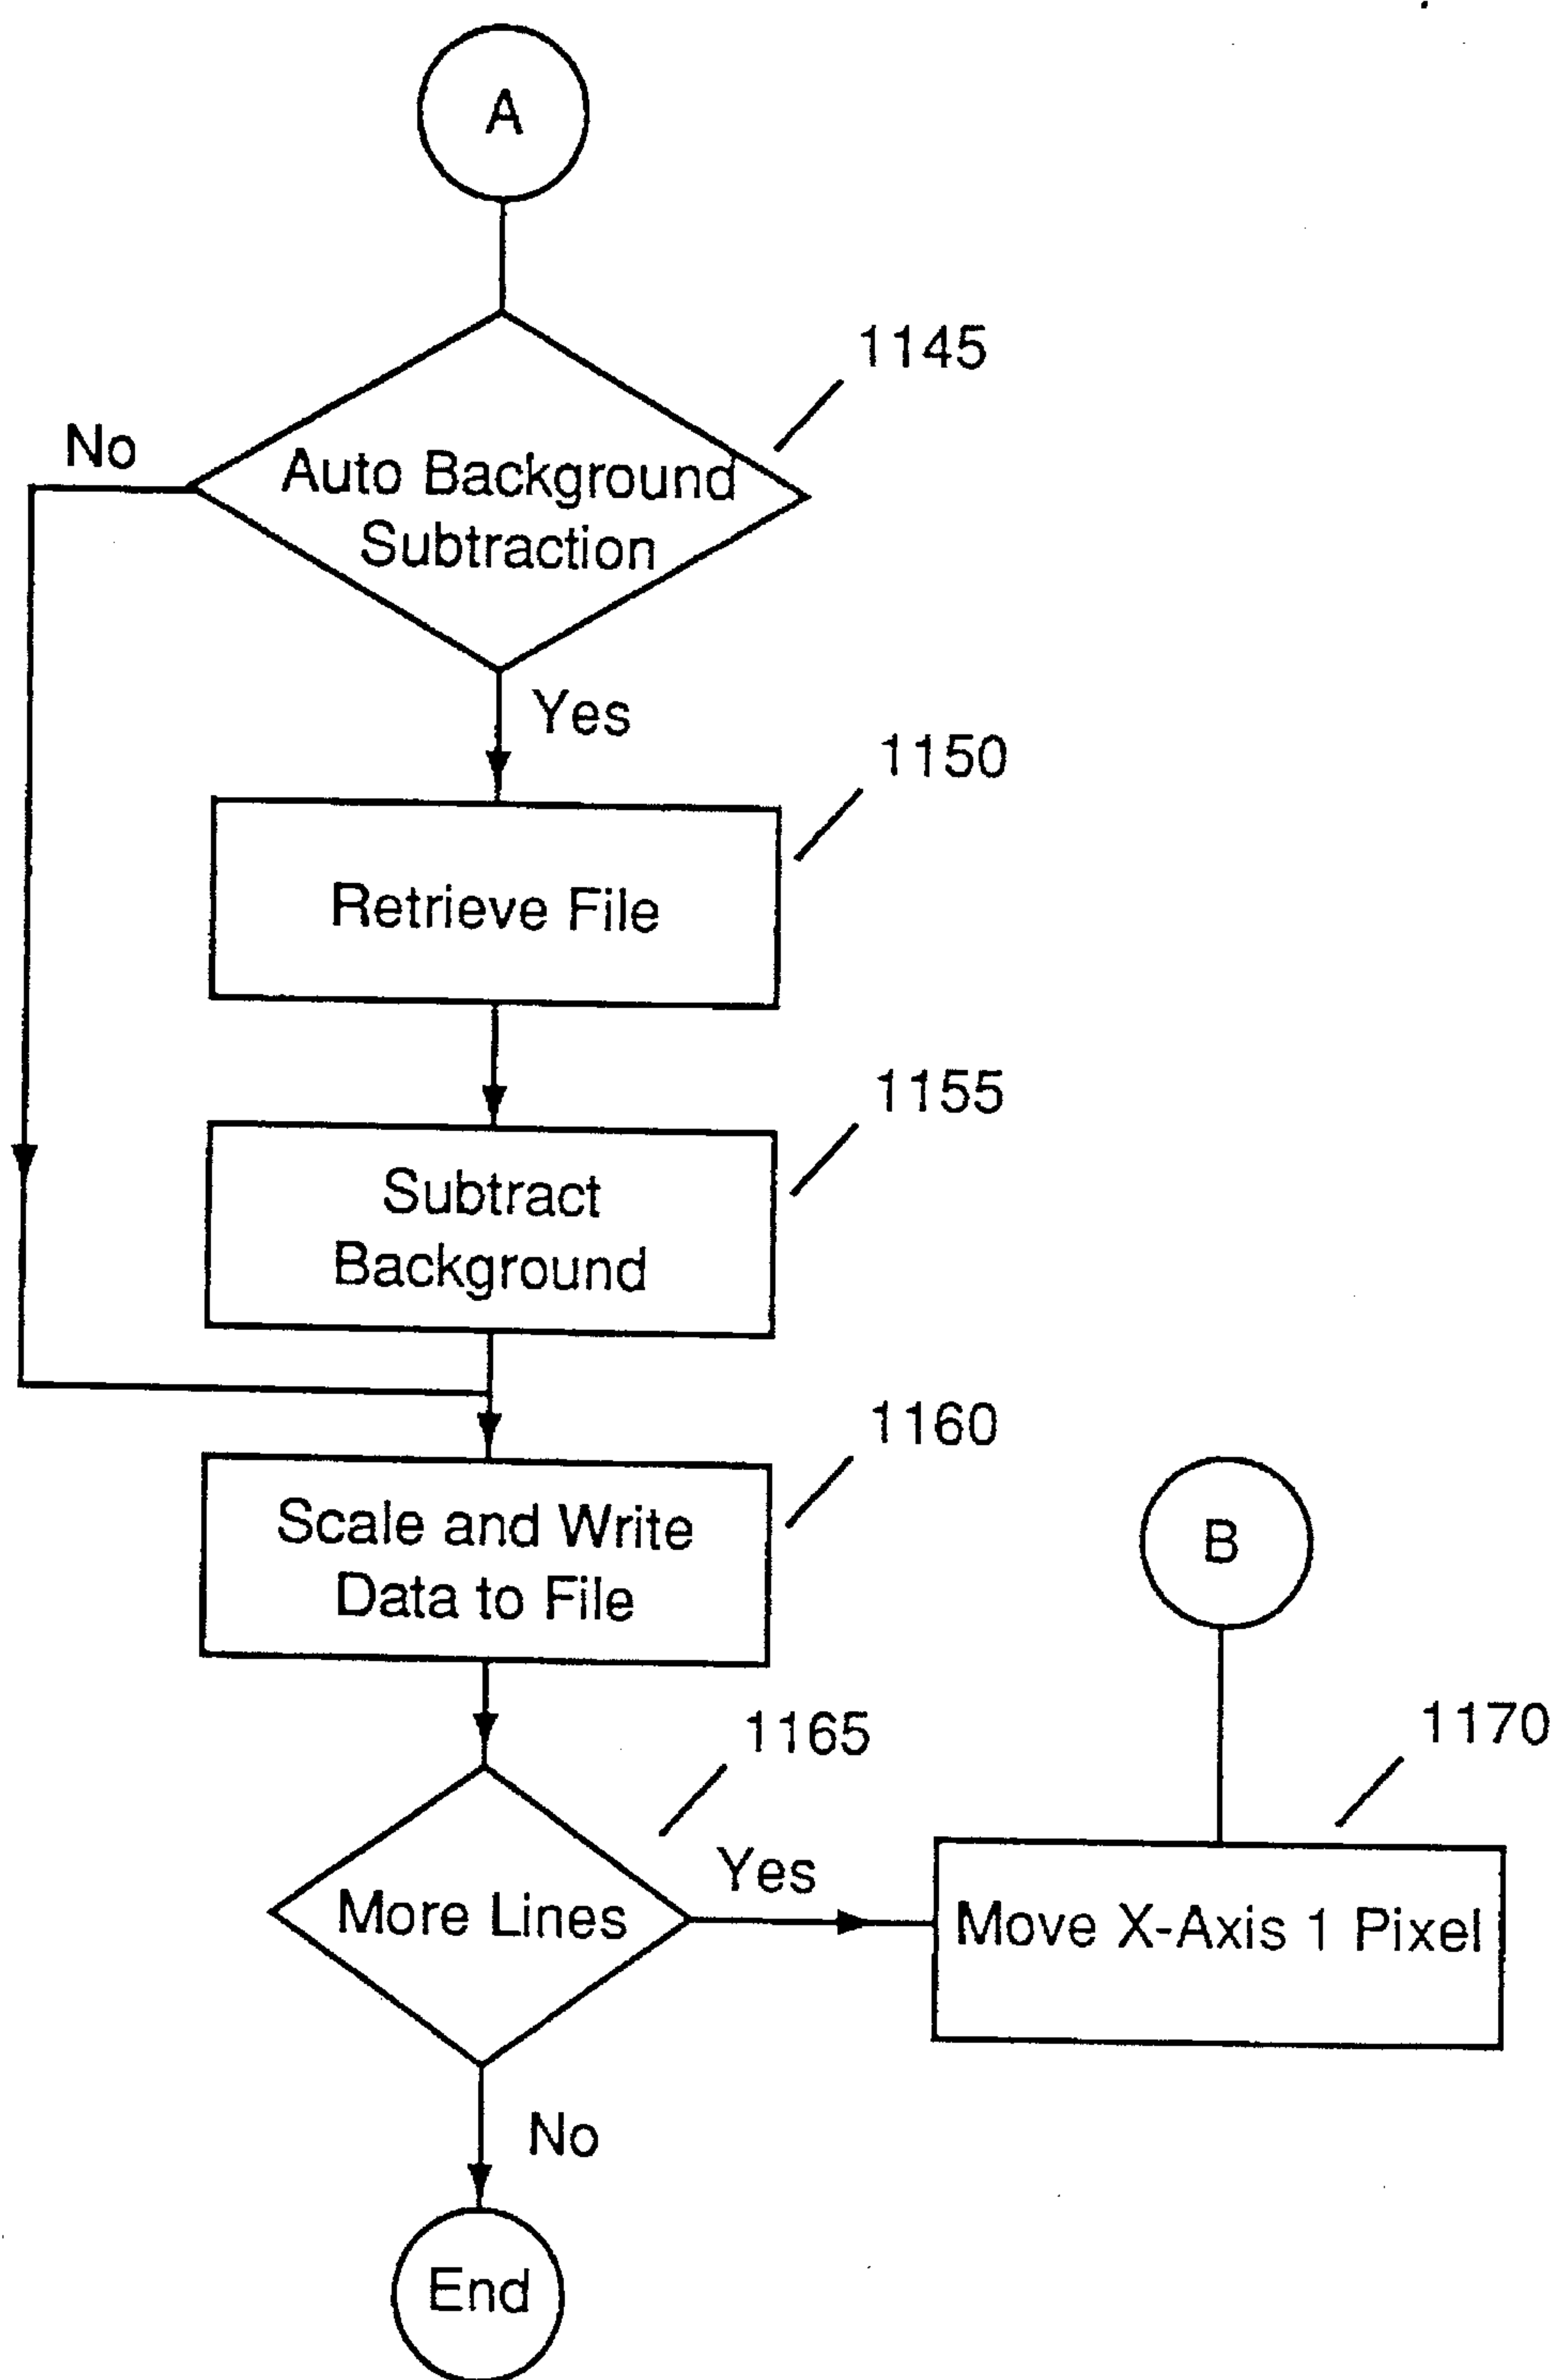 A
1145
No
Auto Background
Subtraction
Yes
1150
Retrieve File
1155
Subtract
Background
1160
Scale and Write
Data to File
B
1165
1170
Yes
More Lines
Move X-Axis 1 Pixel
No
End